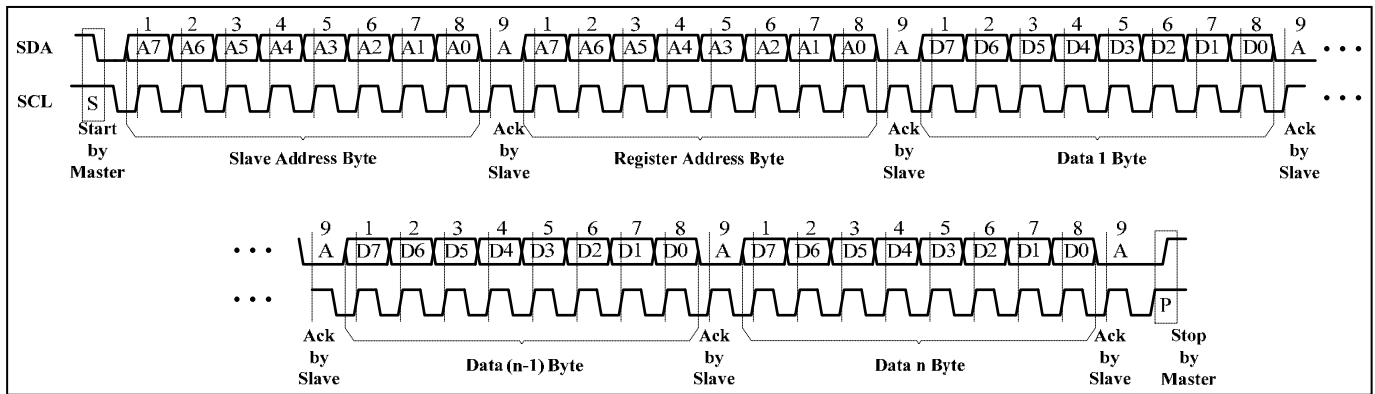 1 2 3 4 5 6 7 8 9 1 2 3 4 5 6 7 8 9 1 2 3 4 5 6 7 8 9
SDA A7 A6 A5 A4 A3 A2 A1 A0 A A7 A6 A5 A4 A3 A2 A1 A0 A D7 D6 D5 D4 D3 D2 D1 D0 A • • •
SCL S • • •
Start by Master
Slave Address Byte
Ack by Slave
Register Address Byte
Ack by Slave
Data 1 Byte
Ack by Slave
9 1 2 3 4 5 6 7 8 9 1 2 3 4 5 6 7 8 9
• • • A D7 D6 D5 D4 D3 D2 D1 D0 A D7 D6 D5 D4 D3 D2 D1 D0 A
• • • P
Ack by Slave
Data (n-1) Byte
Ack by Slave
Data n Byte
Ack by Slave
Stop by Master